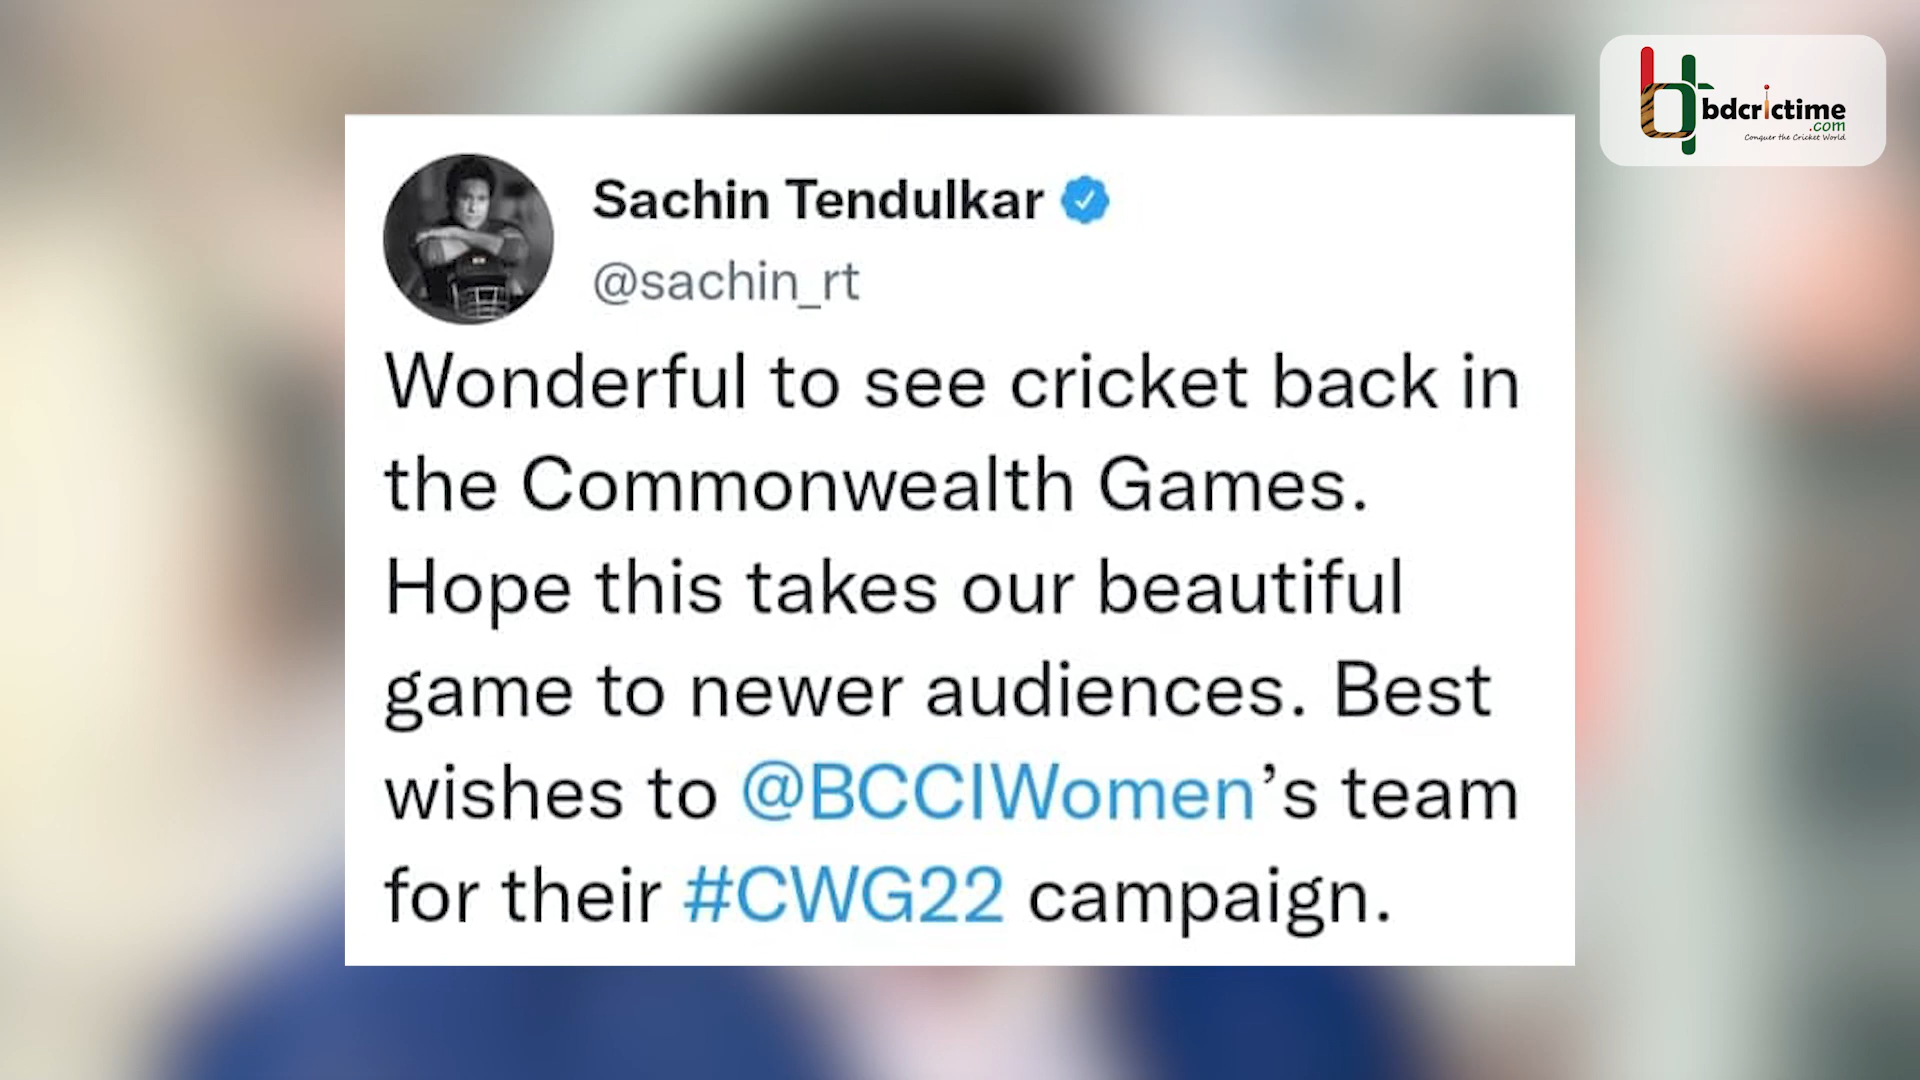 bdcrictime
.com
Conquer the Cricket World
Sachin Tendulkar
@sachin_rt
Wonderful to see cricket back in
the Commonwealth Games.
Hope this takes our beautiful
game to newer audiences. Best
wishes to @BCCIWomen’s team
for their #CWG22 campaign.